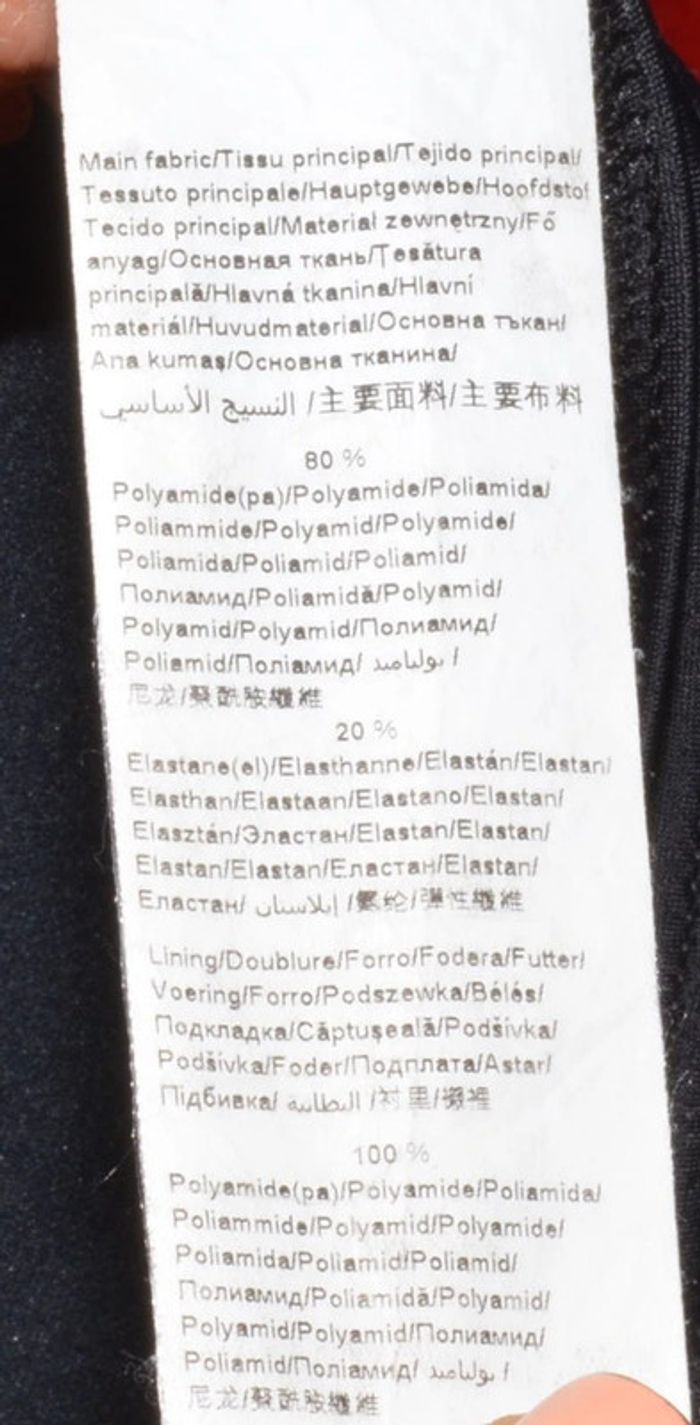 Main fabric/Tissu principal/Tejido principal/
Tessuto principale/Hauptgewebe/Hoofdstof
Tecido principal/Materiał zewnętrzny/Fő
anyag/Основная ткань/Tesătura
principală/Hlavná tkanina/Hlavní
materiál/Huvudmaterial/Основна тъкан/
Ana kumaş/Основна тканина/
النسيج الأساسي /主要面料/主要布料
80 %
Polyamide(pa)/Polyamide/Poliamida/
Poliammide/Polyamid/Polyamide/
Poliamida/Poliamid/Poliamid/
Полиамид/Poliamidă/Polyamid/
Polyamid/Polyamid/Полиамид/
Poliamid/Поліамид/ بولياميد /
尼龙/聚酰胺纖維
20 %
Elastane(el)/Elasthanne/Elastán/Elastan/
Elasthan/Elastaan/Elastano/Elastan/
Elasztán/Эластан/Elastan/Elastan/
Elastan/Elastan/Еластан/Elastan/
Еластан/ إيلاستان /氨纶/彈性纖維
Lining/Doublure/Forro/Fodera/Futter/
Voering/Forro/Podszewka/Bélés/
Подкладка/Căptuşeală/Podšívka/
Podšívka/Foder/Подплата/Astar/
Підбивка/ البطانية /衬里/襯裡
100 %
Polyamide(pa)/Polyamide/Poliamida/
Poliammide/Polyamid/Polyamide/
Poliamida/Poliamid/Poliamid/
Полиамид/Poliamidă/Polyamid/
Polyamid/Polyamid/Полиамид/
Poliamid/Поліамид/ بولياميد /
尼龙/聚酰胺纖維